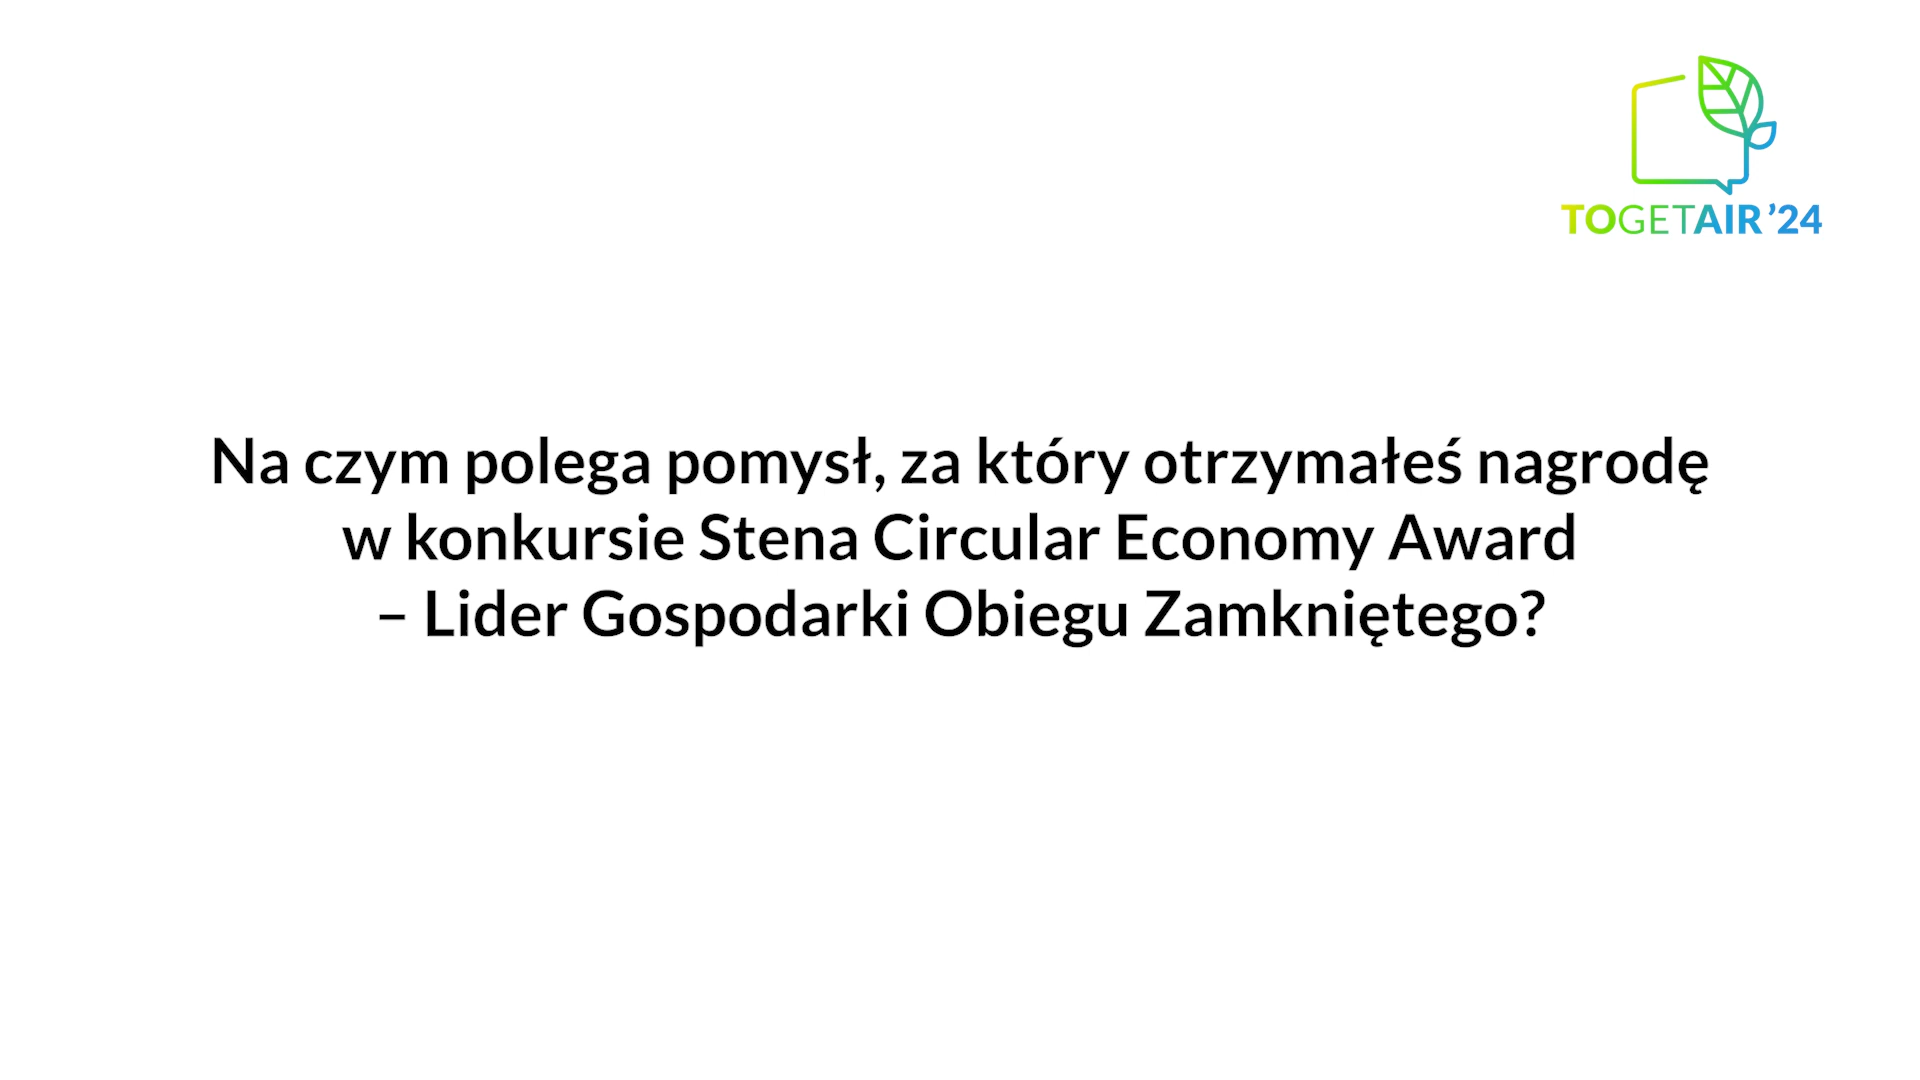 TOGETAIR '24
Na czym polega pomysł, za który otrzymałeś nagrodę
w konkursie Stena Circular Economy Award
– Lider Gospodarki Obiegu Zamkniętego?